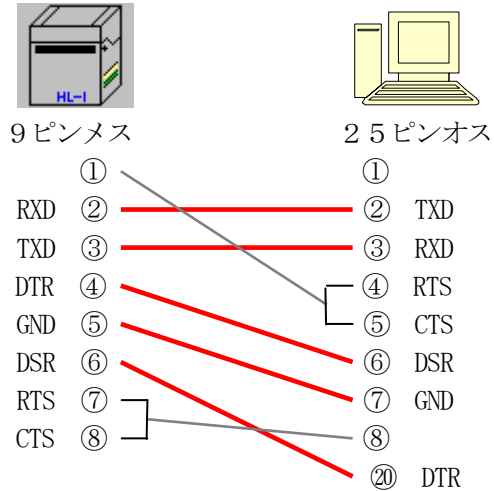 HL-I
9ピンメス 25ピンオス
① ①
RXD ② ② TXD
TXD ③ ③ RXD
DTR ④ ④ RTS
GND ⑤ ⑤ CTS
DSR ⑥ ⑥ DSR
RTS ⑦ ⑦ GND
CTS ⑧ ⑧
⑳ DTR